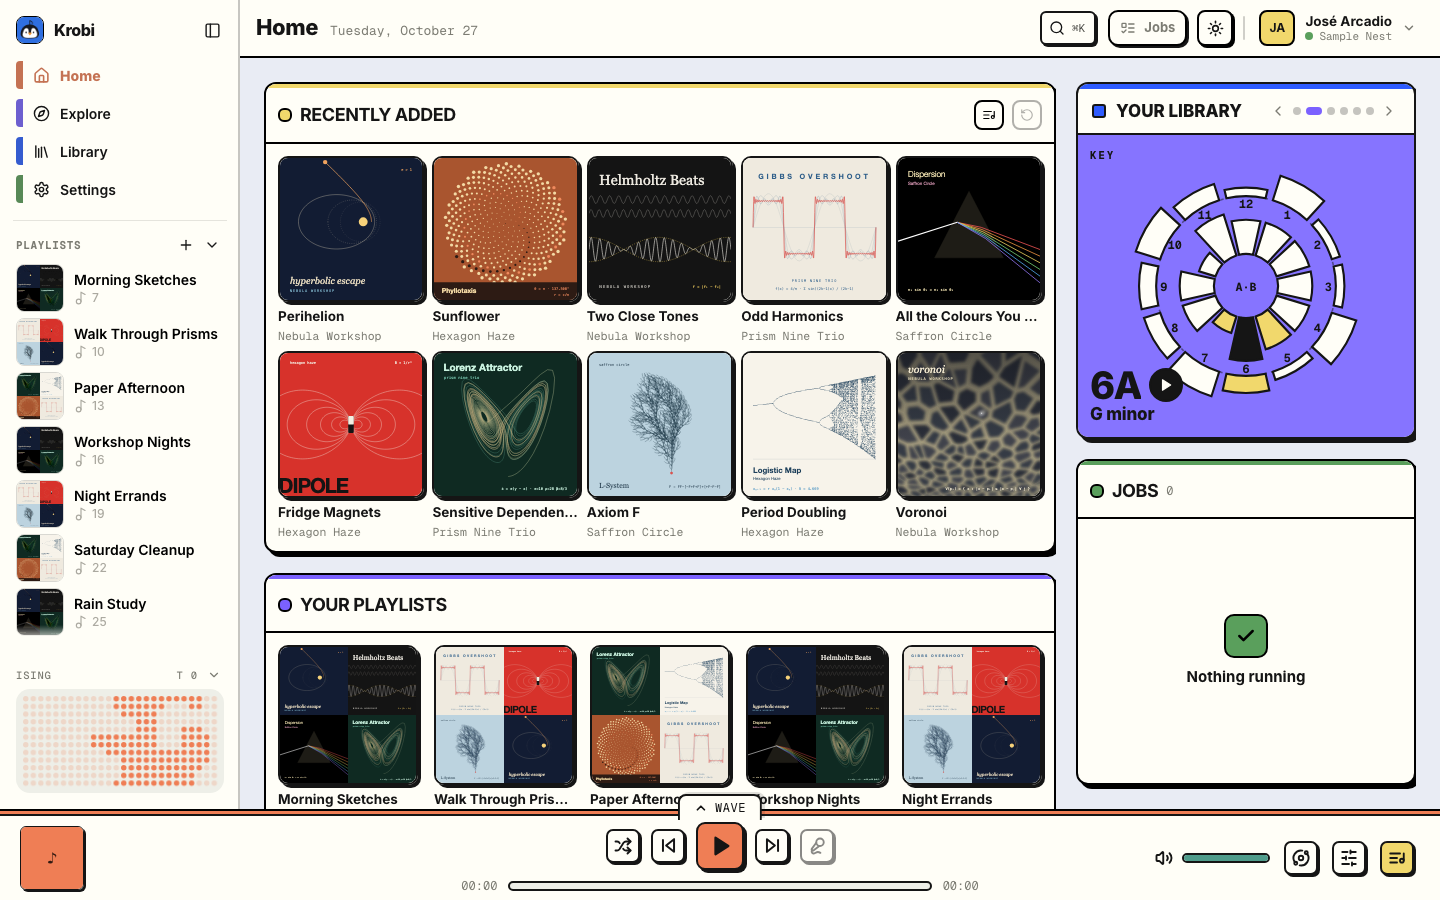 Krobi
Home
Explore
Library
Settings
PLAYLISTS
Morning Sketches
7
Walk Through Prisms
10
Paper Afternoon
13
Workshop Nights
16
Night Errands
19
Saturday Cleanup
22
Rain Study
25
ISING
T 0
Home
Tuesday, October 27
⌘K
Jobs
JA
José Arcadio
Sample Nest
RECENTLY ADDED
hyperbolic escape
NEBULA WORKSHOP
Perihelion
Nebula Workshop
Phyllotaxis
Sunflower
Hexagon Haze
Helmholtz Beats
NEBULA WORKSHOP
Two Close Tones
Nebula Workshop
GIBBS OVERSHOOT
PRISM NINE TRIO
Odd Harmonics
Prism Nine Trio
Dispersion
Saffron Circle
All the Colours You ...
Saffron Circle
hexagon haze
DIPOLE
Fridge Magnets
Hexagon Haze
Lorenz Attractor
prism nine trio
Sensitive Dependen...
Prism Nine Trio
saffron circle
L-System
Axiom F
Saffron Circle
Logistic Map
Hexagon Haze
Period Doubling
Hexagon Haze
voronoi
NEBULA WORKSHOP
Voronoi
Nebula Workshop
YOUR PLAYLISTS
Morning Sketches
Walk Through Pris...
Paper Afterno
orkshop Nights
Night Errands
YOUR LIBRARY
KEY
12
1
2
3
4
5
6
7
8
9
10
11
A·B
6A
G minor
JOBS 0
Nothing running
WAVE
00:00
00:00